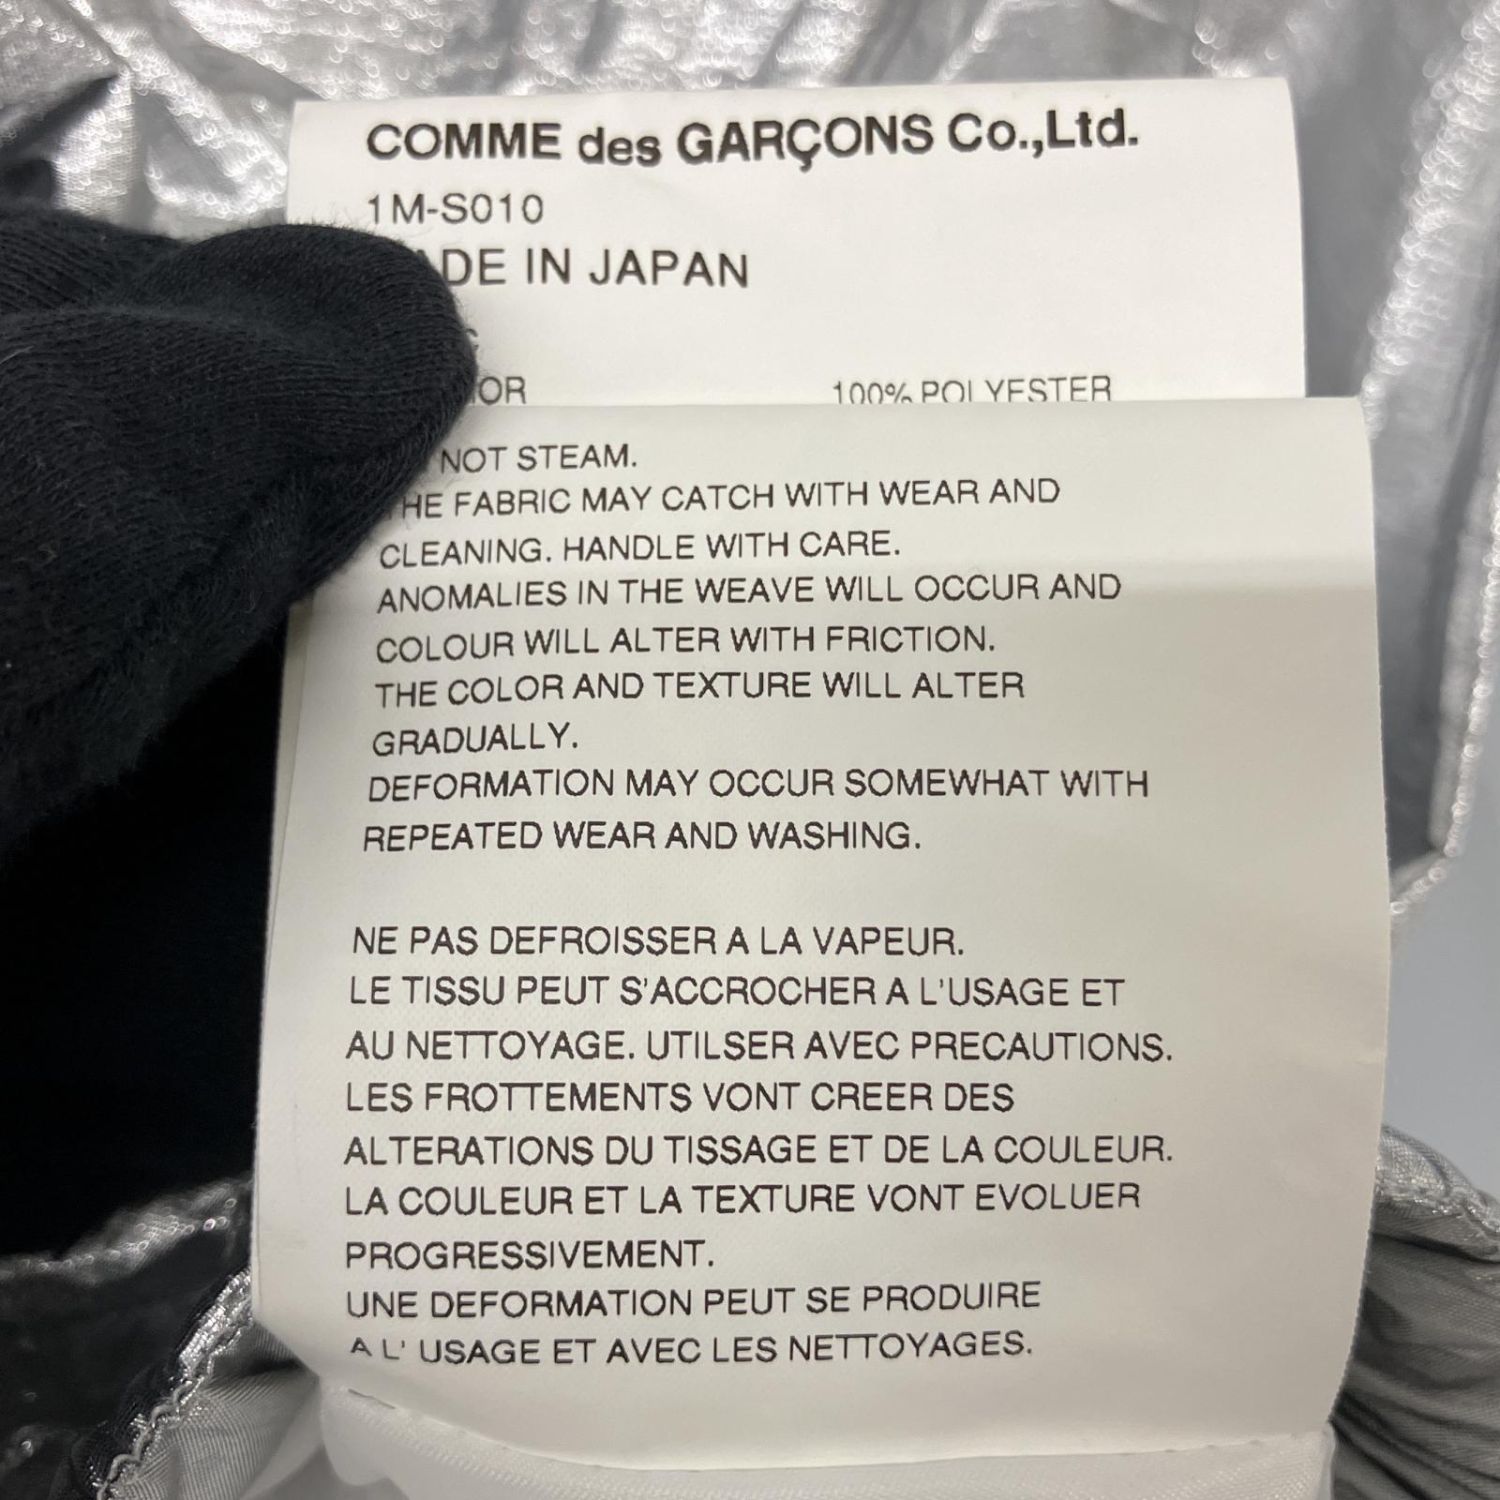 COMME des GARÇONS Co.,Ltd.
1M-S010
MADE IN JAPAN
100% POLYESTER
NOT STEAM.
THE FABRIC MAY CATCH WITH WEAR AND
CLEANING. HANDLE WITH CARE.
ANOMALIES IN THE WEAVE WILL OCCUR AND
COLOUR WILL ALTER WITH FRICTION.
THE COLOR AND TEXTURE WILL ALTER
GRADUALLY.
DEFORMATION MAY OCCUR SOMEWHAT WITH
REPEATED WEAR AND WASHING.
NE PAS DEFROISSER A LA VAPEUR.
LE TISSU PEUT S'ACCROCHER A L'USAGE ET
AU NETTOYAGE. UTILSER AVEC PRECAUTIONS.
LES FROTTEMENTS VONT CREER DES
ALTERATIONS DU TISSAGE ET DE LA COULEUR.
LA COULEUR ET LA TEXTURE VONT EVOLUER
PROGRESSIVEMENT.
UNE DEFORMATION PEUT SE PRODUIRE
A L' USAGE ET AVEC LES NETTOYAGES.